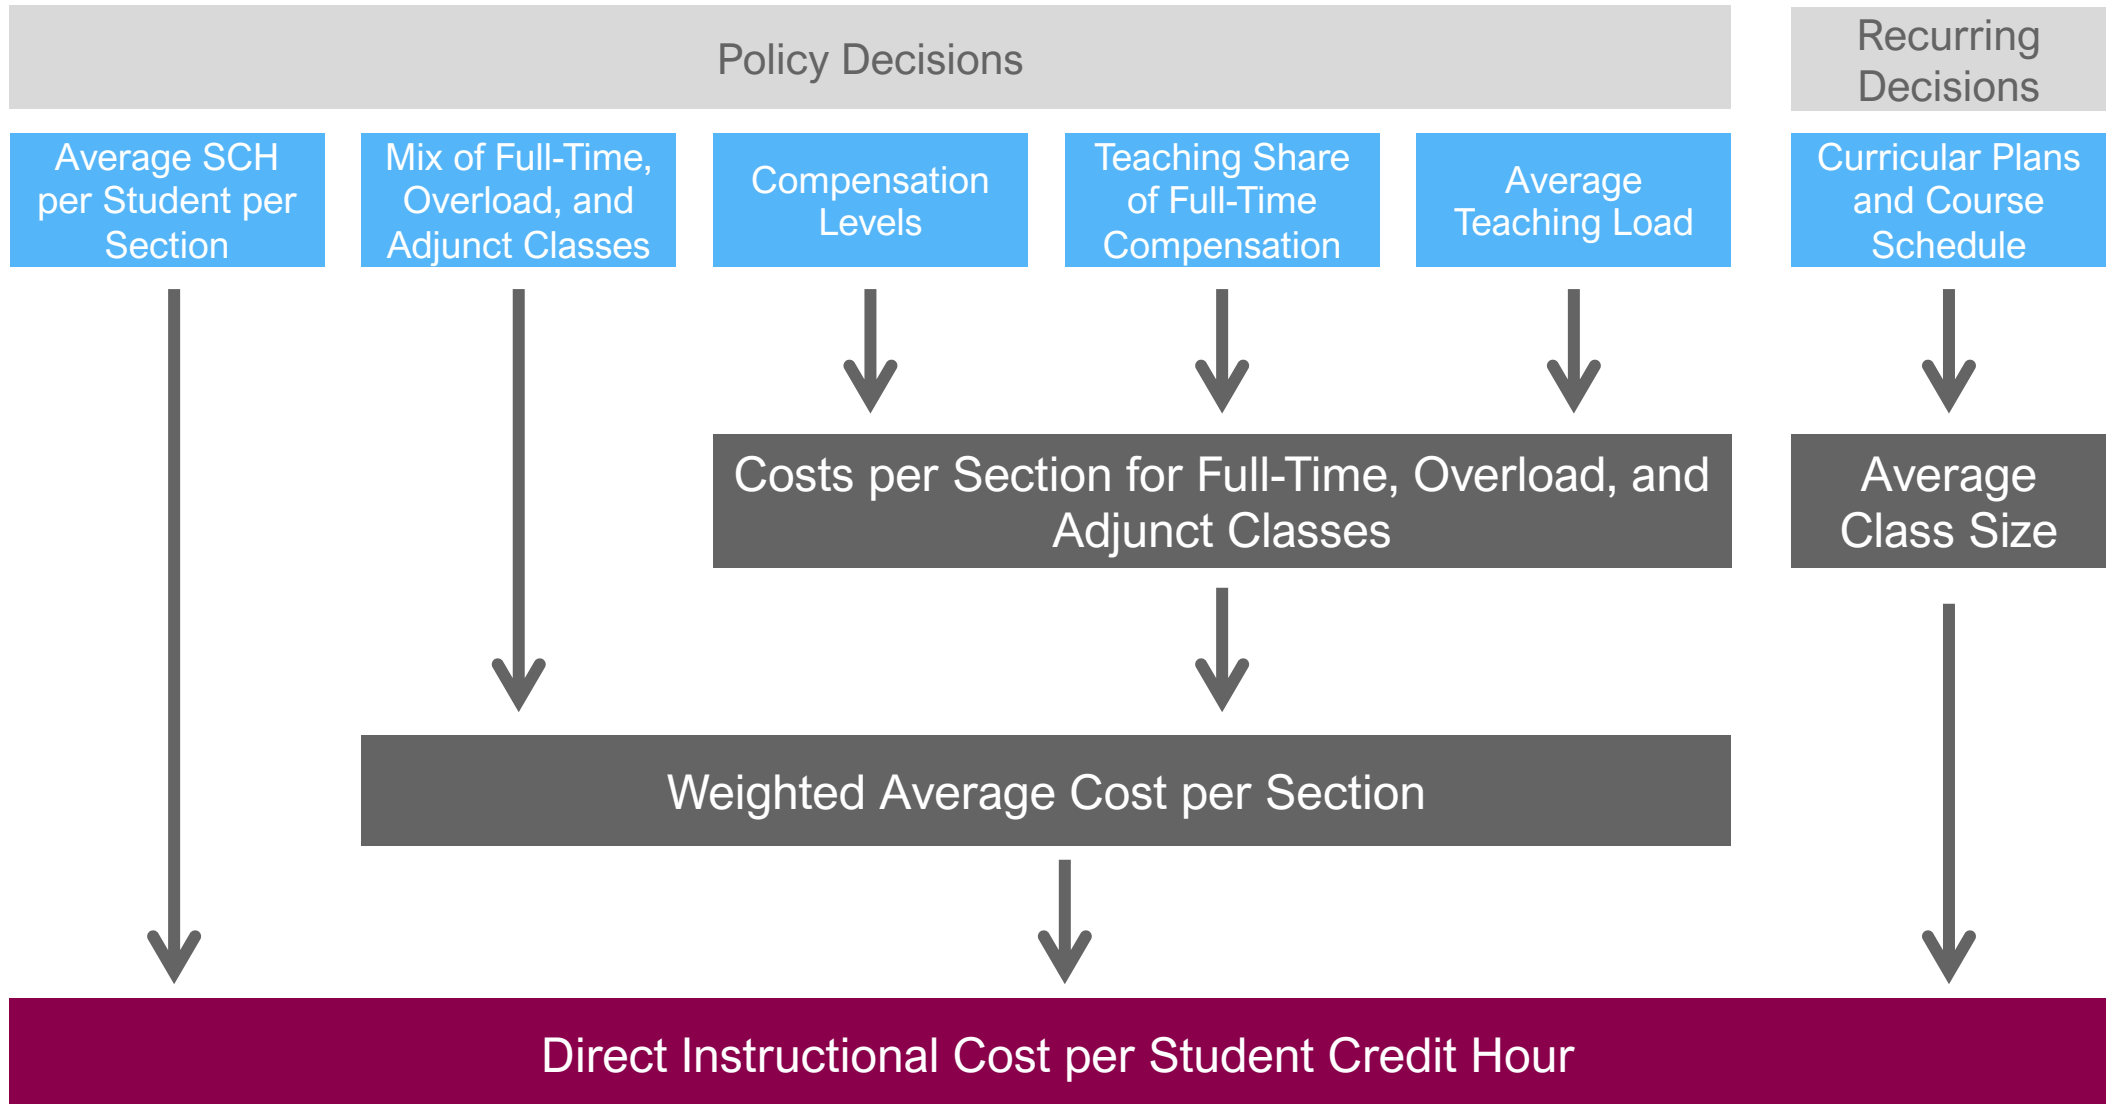 Policy Decisions
Recurring
Decisions
Average SCH
per Student per
Section
Mix of Full-Time,
Overload, and
Adjunct Classes
Compensation
Levels
Teaching Share
of Full-Time
Compensation
Average
Teaching Load
Curricular Plans
and Course
Schedule
Costs per Section for Full-Time, Overload, and
Adjunct Classes
Average
Class Size
Weighted Average Cost per Section
Direct Instructional Cost per Student Credit Hour